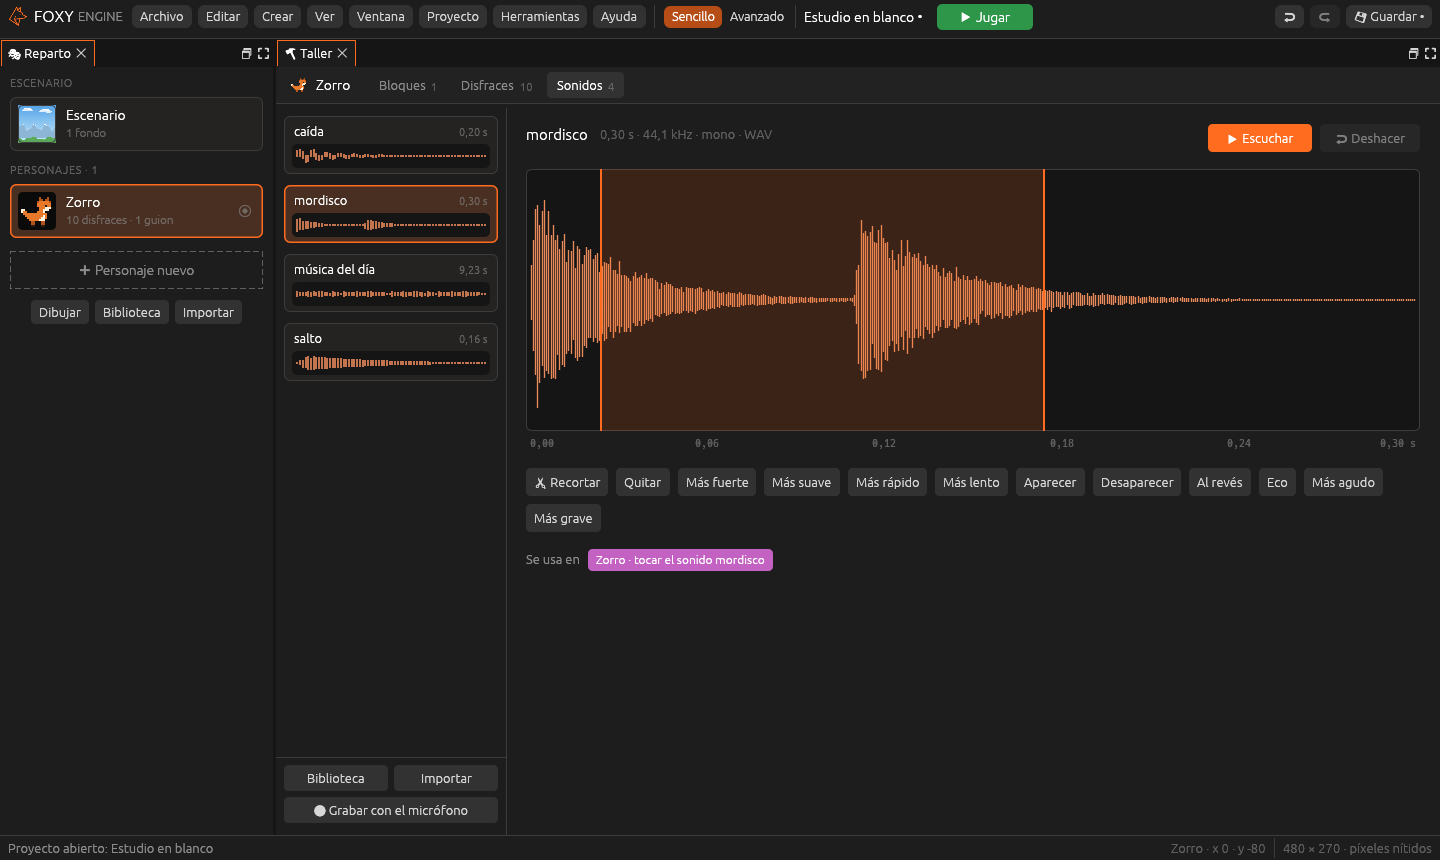 FOXY ENGINE Archivo Editar Crear Ver Ventana Proyecto Herramientas Ayuda Sencillo Avanzado Estudio en blanco • Jugar Guardar •
Reparto
Taller
ESCENARIO
Escenario
1 fondo
PERSONAJES · 1
Zorro
10 disfraces · 1 guion
Personaje nuevo
Dibujar Biblioteca Importar
Zorro Bloques 1 Disfraces 10 Sonidos 4
caída 0,20 s
mordisco 0,30 s
música del día 9,23 s
salto 0,16 s
Biblioteca Importar
Grabar con el micrófono
mordisco 0,30 s · 44,1 kHz · mono · WAV Escuchar Deshacer
0,00 0,06 0,12 0,18 0,24 0,30 s
Recortar Quitar Más fuerte Más suave Más rápido Más lento Aparecer Desaparecer Al revés Eco Más agudo
Más grave
Se usa en Zorro · tocar el sonido mordisco
Proyecto abierto: Estudio en blanco Zorro · x 0 · y -80 480 × 270 · píxeles nítidos